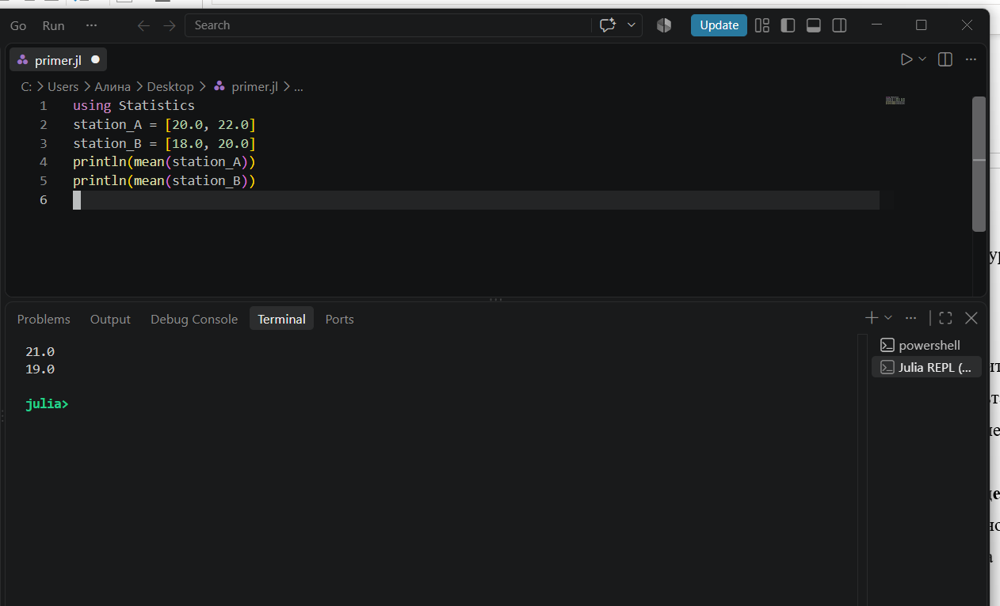 Go Run ··· Search Update
primer.jl
C: > Users > Алина > Desktop > primer.jl > ...
1 using Statistics
2 station_A = [20.0, 22.0]
3 station_B = [18.0, 20.0]
4 println(mean(station_A))
5 println(mean(station_B))
6
Problems Output Debug Console Terminal Ports
21.0
19.0
julia>
powershell
Julia REPL (...